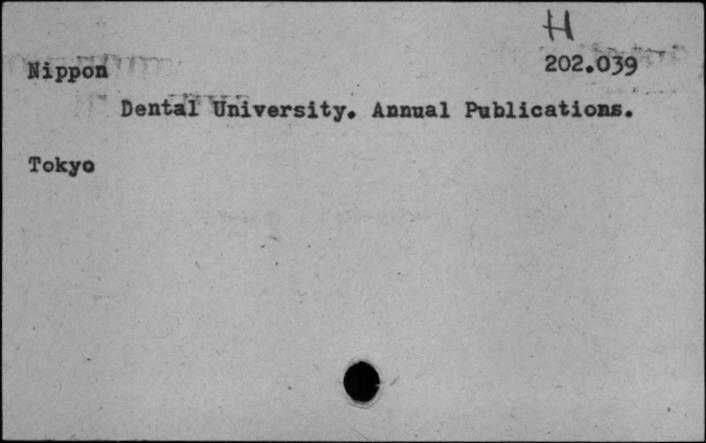 H
Nippon 202.039
Dental University. Annual Publications.
Tokyo